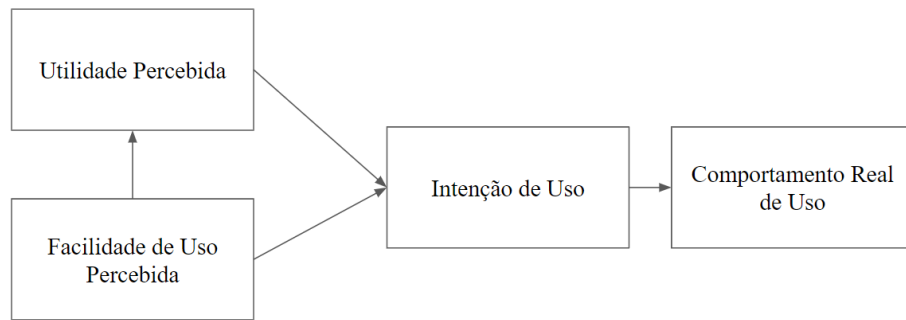 Utilidade Percebida
Facilidade de Uso
Percebida
Intenção de Uso
Comportamento Real
de Uso